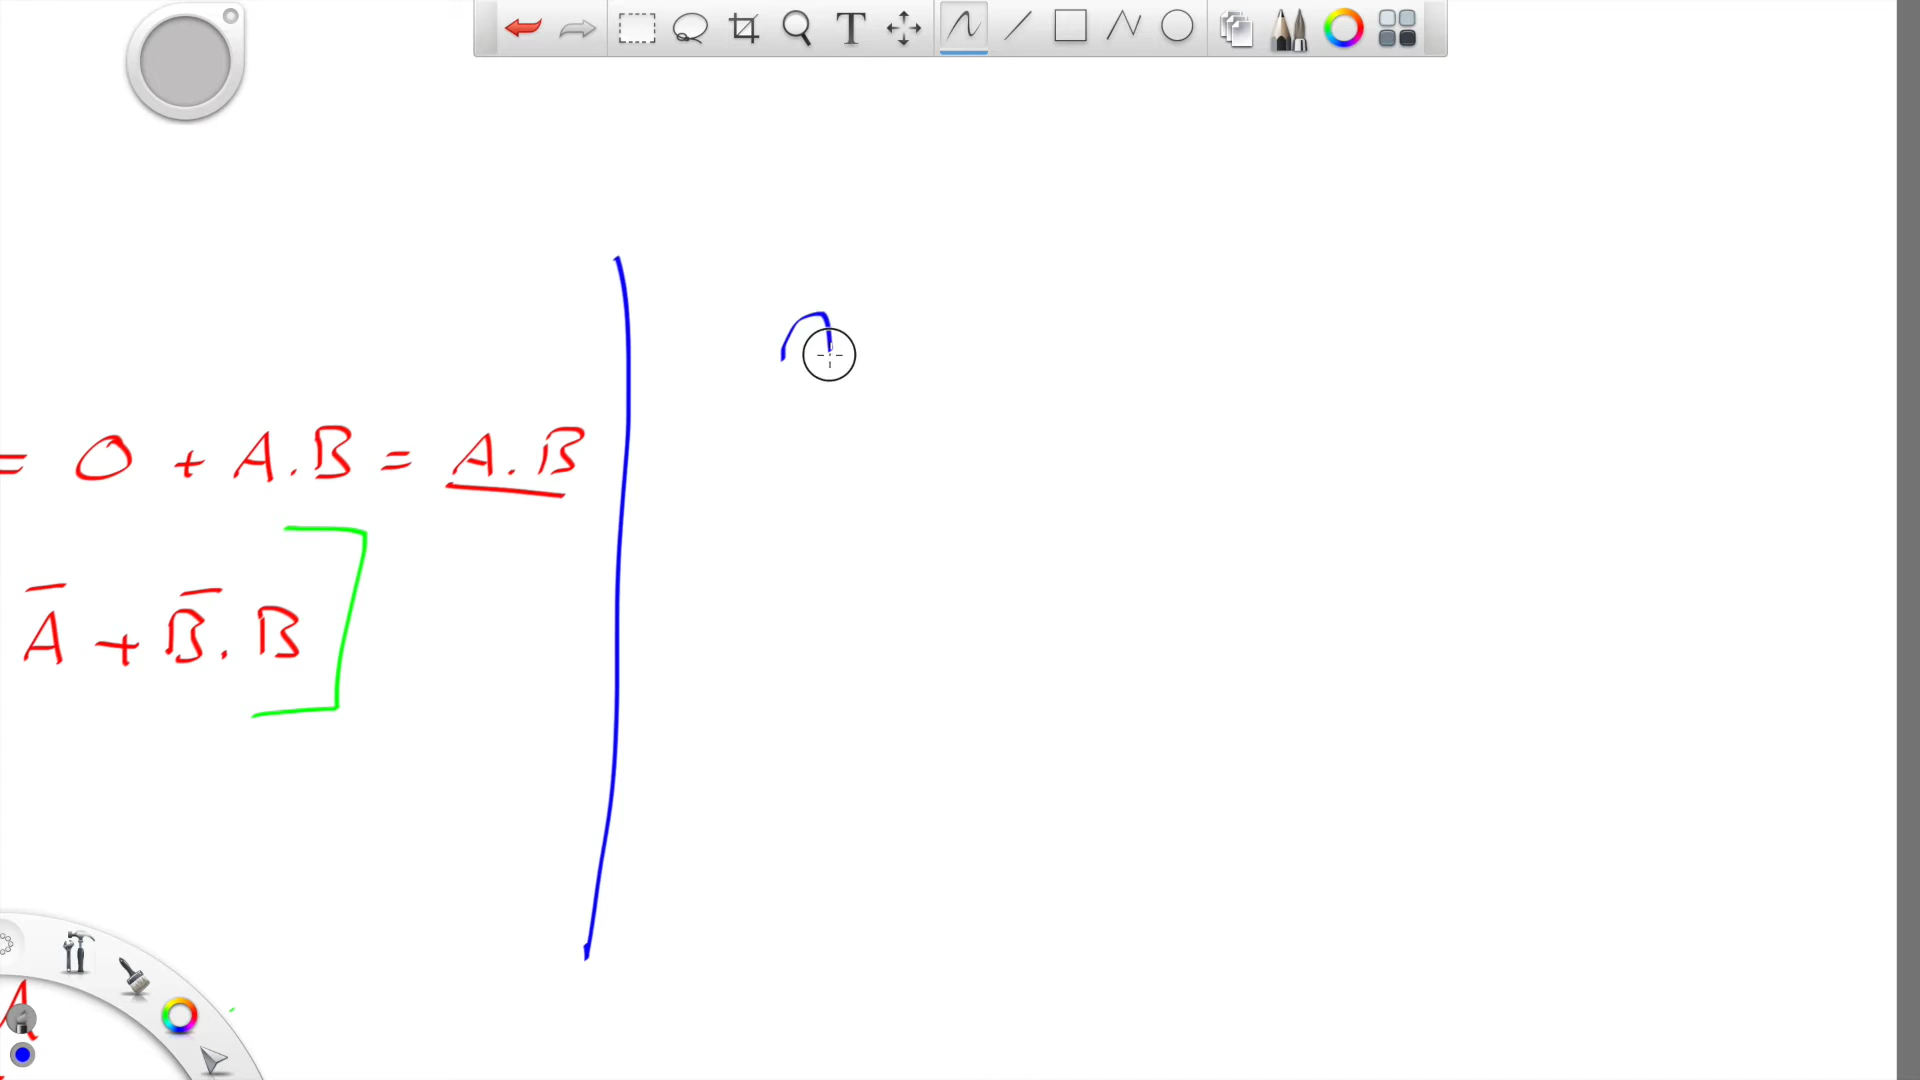 = 0 + A.B = A.B
A̅ + B̅.B
A